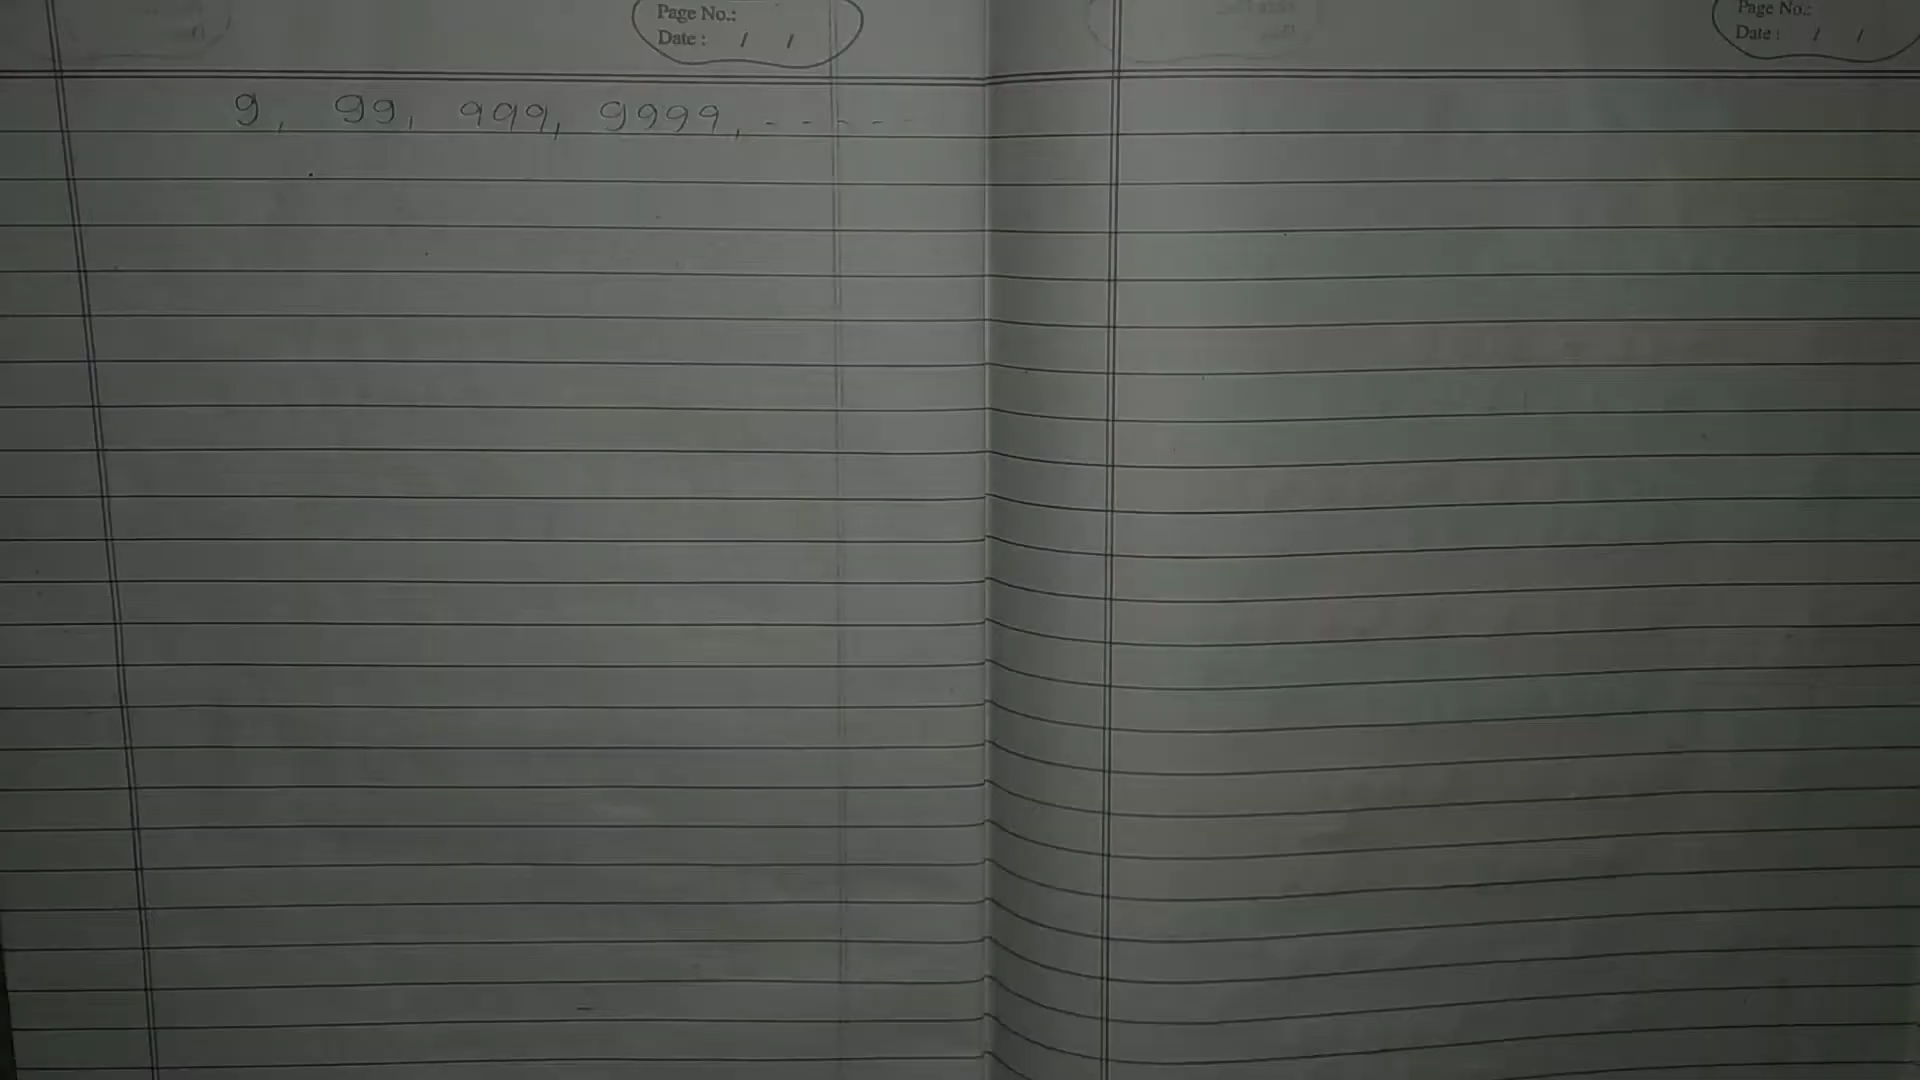 Page No.:
Date : / /
Page No.:
Date : / /
9, 99, 999, 9999, - - - - -